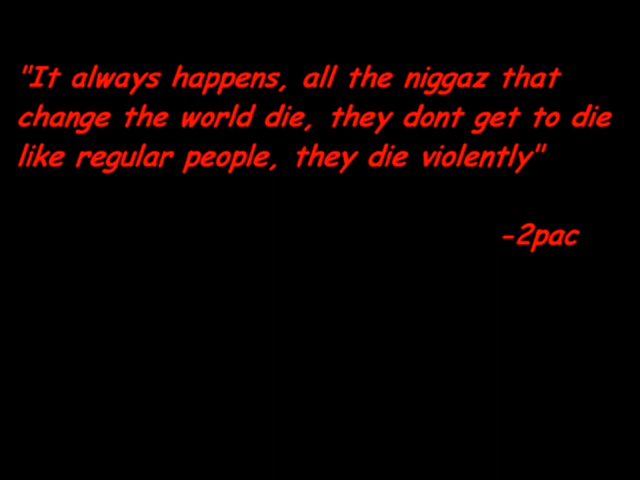 "It always happens, all the niggaz that
change the world die, they dont get to die
like regular people, they die violently"
-2pac